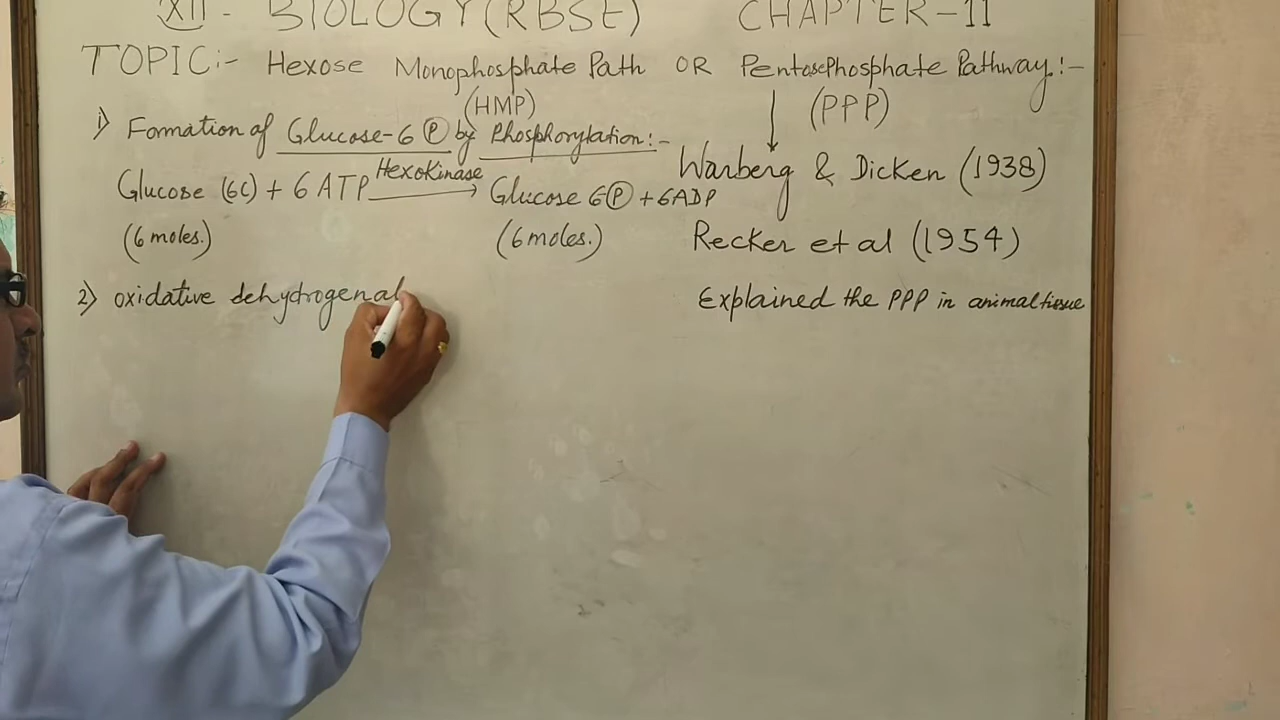 XII - BIOLOGY (RBSE) CHAPTER-11
TOPIC:- Hexose Monophosphate Path OR PentosePhosphate Pathway:-
(HMP) (PPP)
1) Formation of Glucose-6 P by Phosphorylation:-
Warberg & Dicken (1938)
Glucose (6C) + 6 ATP HexoKinase Glucose 6 P + 6ADP
(6 moles.) (6 moles.)
Recker et al (1954)
2) oxidative dehydrogenal
Explained the PPP in animal tissue